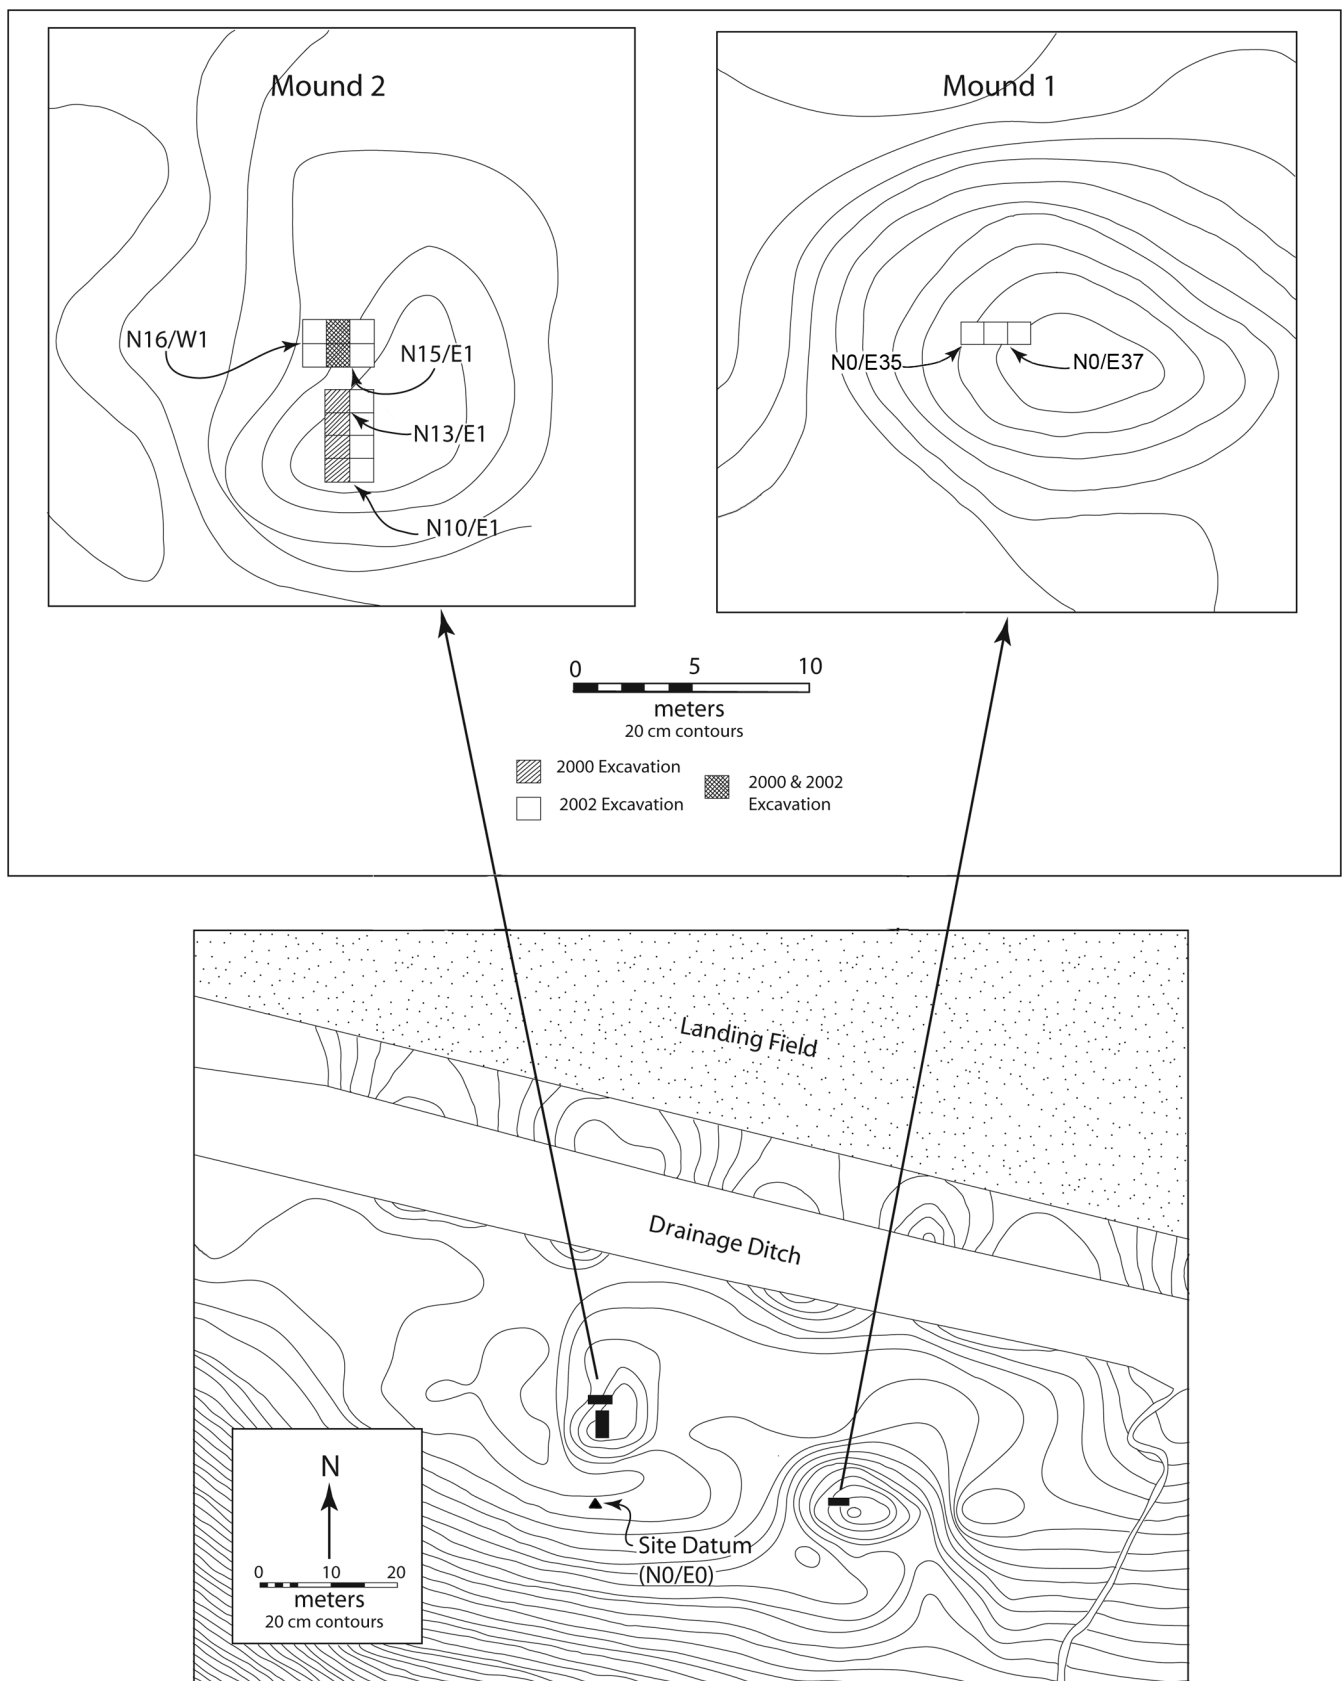 Mound 2
Mound 1
N16/W1
N15/E1
N13/E1
N10/E1
N0/E35
N0/E37
0 5 10
meters
20 cm contours
2000 Excavation
2002 Excavation
2000 & 2002
Excavation
Landing Field
Drainage Ditch
N
0 10 20
meters
20 cm contours
Site Datum
(N0/E0)